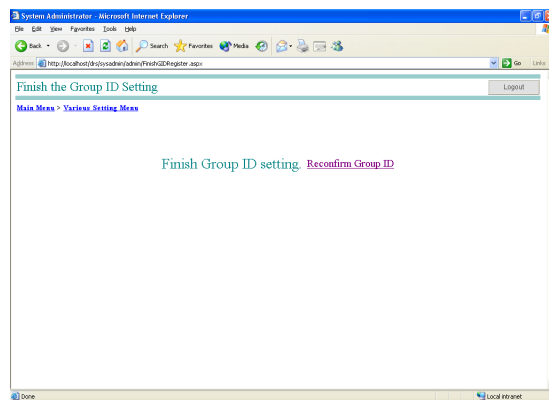 System Administrator - Microsoft Internet Explorer
File Edit View Favorites Tools Help
Back Search Favorites Media
Address http://localhost/drs/sysadmin/admin/FinishGIDRegister.aspx Go Links
Finish the Group ID Setting Logout
Main Menu > Various Setting Menu
Finish Group ID setting. Reconfirm Group ID
Done Local intranet